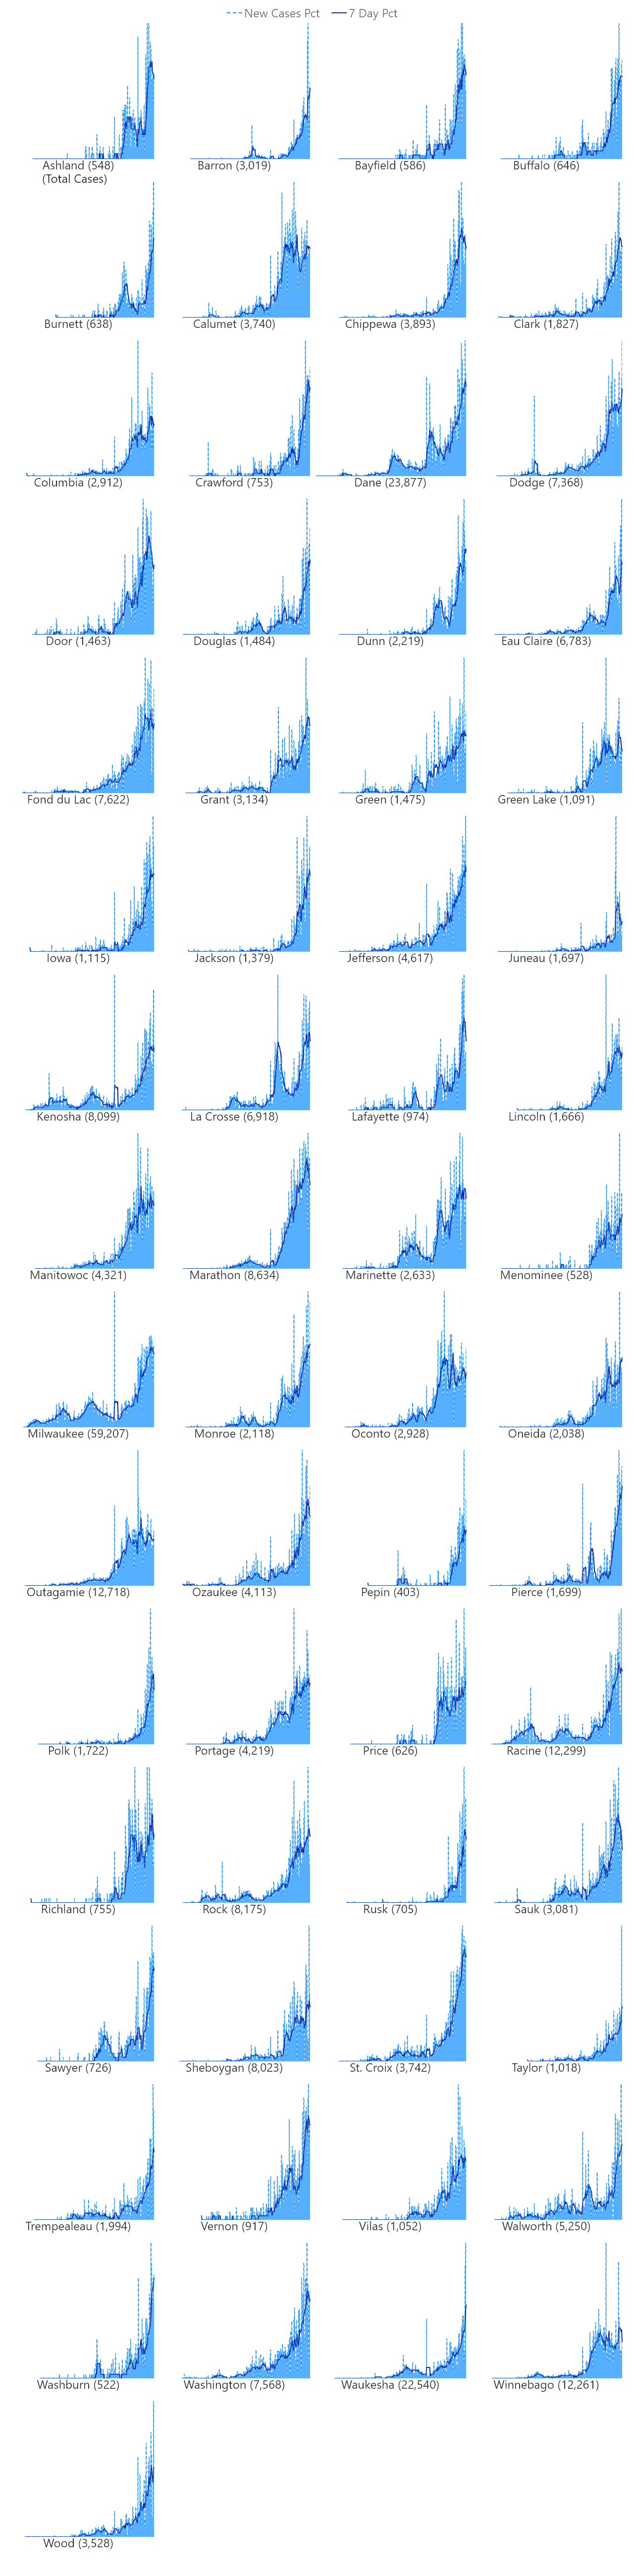 New Cases Pct 7 Day Pct
Ashland (548) Barron (3,019) Bayfield (586) Buffalo (646)
(Total Cases)
Burnett (638) Calumet (3,740) Chippewa (3,893) Clark (1,827)
Columbia (2,912) Crawford (753) Dane (23,877) Dodge (7,368)
Door (1,463) Douglas (1,484) Dunn (2,219) Eau Claire (6,783)
Fond du Lac (7,622) Grant (3,134) Green (1,475) Green Lake (1,091)
Iowa (1,115) Jackson (1,379) Jefferson (4,617) Juneau (1,697)
Kenosha (8,099) La Crosse (6,918) Lafayette (974) Lincoln (1,666)
Manitowoc (4,321) Marathon (8,634) Marinette (2,633) Menominee (528)
Milwaukee (59,207) Monroe (2,118) Oconto (2,928) Oneida (2,038)
Outagamie (12,718) Ozaukee (4,113) Pepin (403) Pierce (1,699)
Polk (1,722) Portage (4,219) Price (626) Racine (12,299)
Richland (755) Rock (8,175) Rusk (705) Sauk (3,081)
Sawyer (726) Sheboygan (8,023) St. Croix (3,742) Taylor (1,018)
Trempealeau (1,994) Vernon (917) Vilas (1,052) Walworth (5,250)
Washburn (522) Washington (7,568) Waukesha (22,540) Winnebago (12,261)
Wood (3,528)